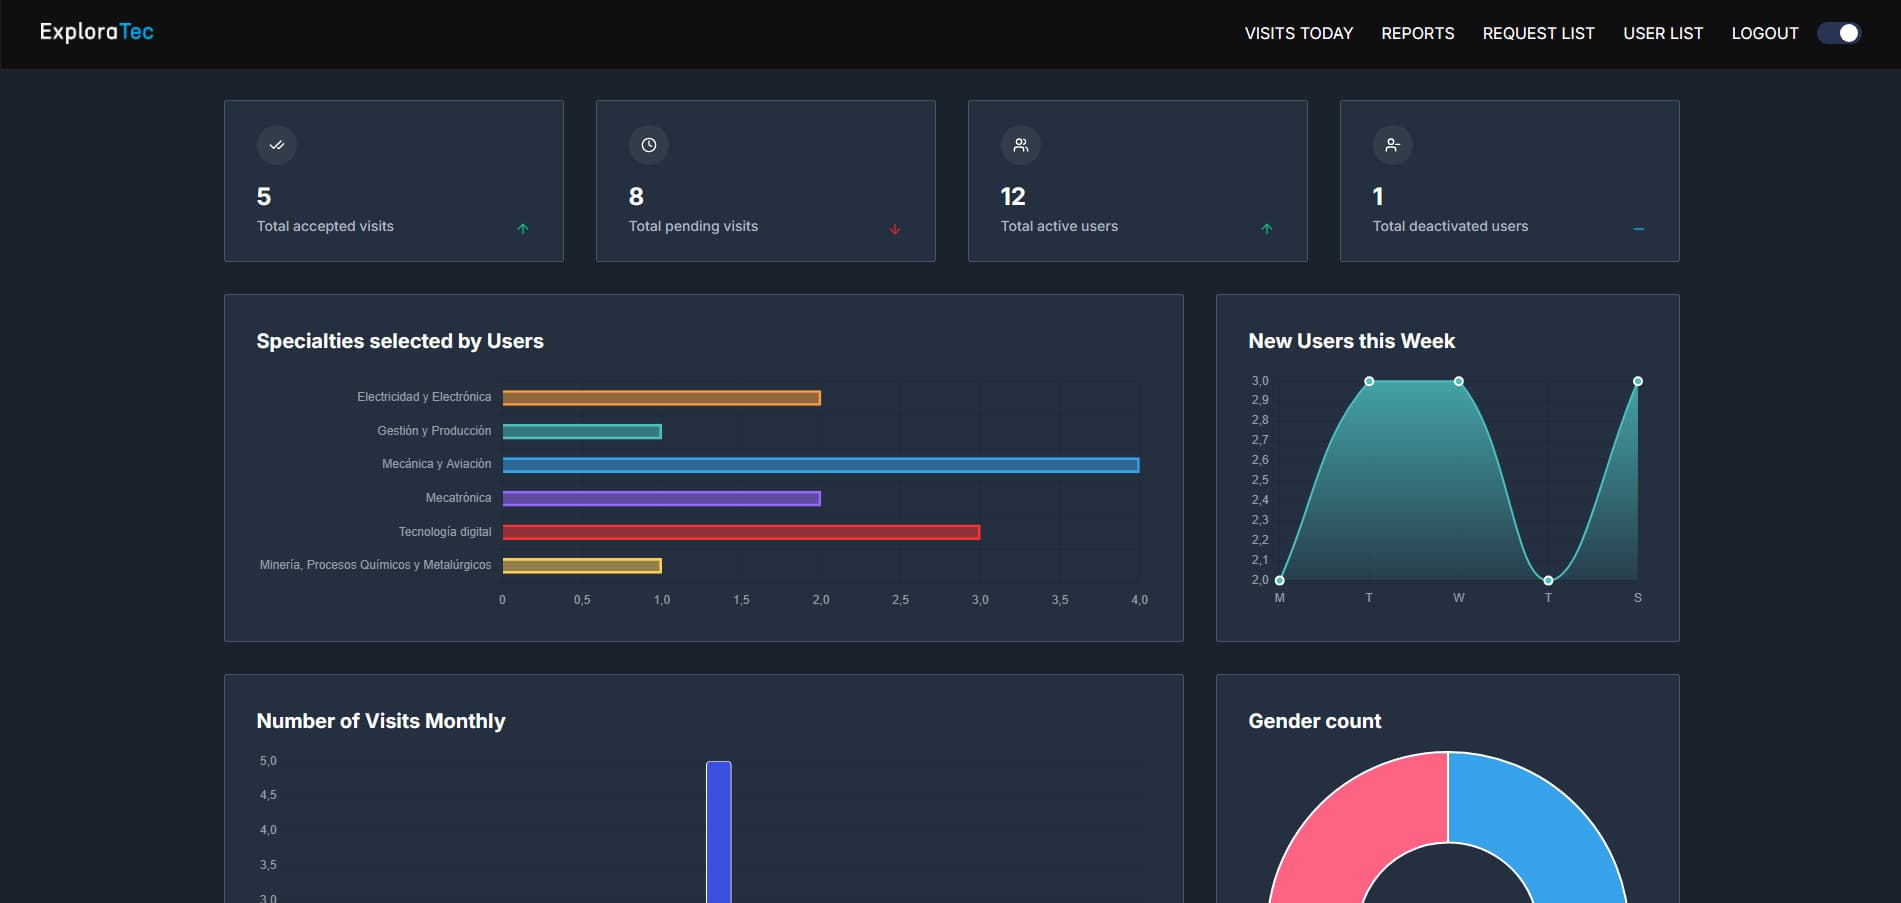 ExploraTec
VISITS TODAY REPORTS REQUEST LIST USER LIST LOGOUT
5
Total accepted visits
8
Total pending visits
12
Total active users
1
Total deactivated users
Specialties selected by Users
Electricidad y Electrónica
Gestión y Producción
Mecánica y Aviación
Mecatrónica
Tecnología digital
Minería, Procesos Químicos y Metalúrgicos
0 0,5 1,0 1,5 2,0 2,5 3,0 3,5 4,0
New Users this Week
3,0
2,9
2,8
2,7
2,6
2,5
2,4
2,3
2,2
2,1
2,0
M T W T S
Number of Visits Monthly
5,0
4,5
4,0
3,5
3,0
Gender count